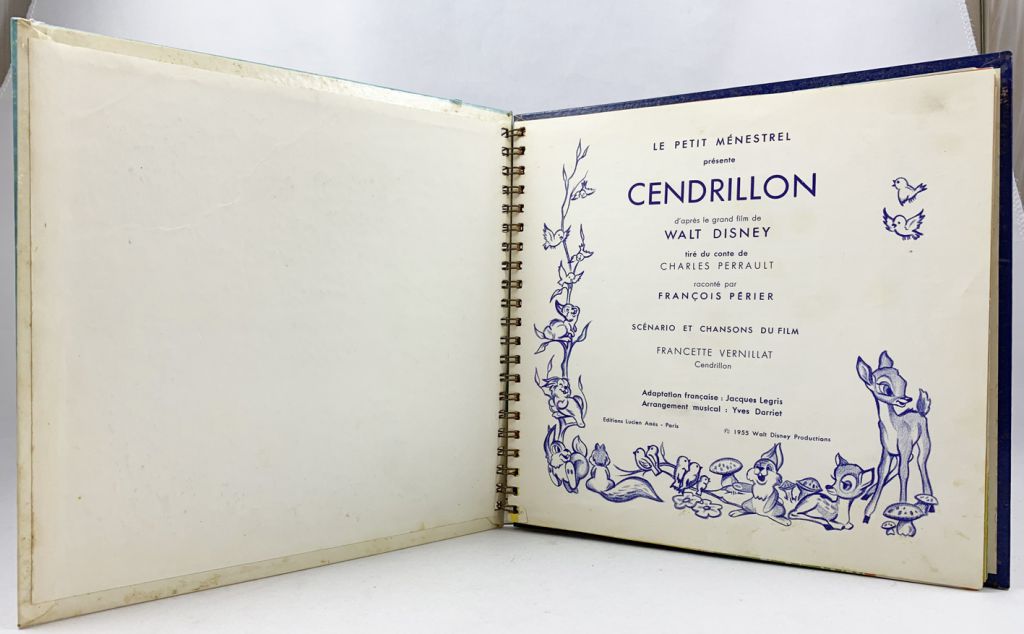 LE PETIT MÉNESTREL
présente
CENDRILLON
d'après le grand film de
WALT DISNEY
tiré du conte de
CHARLES PERRAULT
raconté par
FRANÇOIS PÉRIER
SCÉNARIO ET CHANSONS DU FILM
FRANCETTE VERNILLAT
Cendrillon
Adaptation française : Jacques Legris
Arrangement musical : Yves Darriet
Editions Lucien Adès - Paris
℗ 1955 Walt Disney Productions